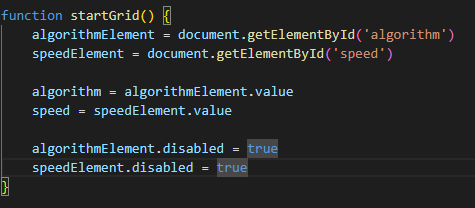 function startGrid() {
    algorithmElement = document.getElementById('algorithm')
    speedElement = document.getElementById('speed')

    algorithm = algorithmElement.value
    speed = speedElement.value

    algorithmElement.disabled = true
    speedElement.disabled = true
}